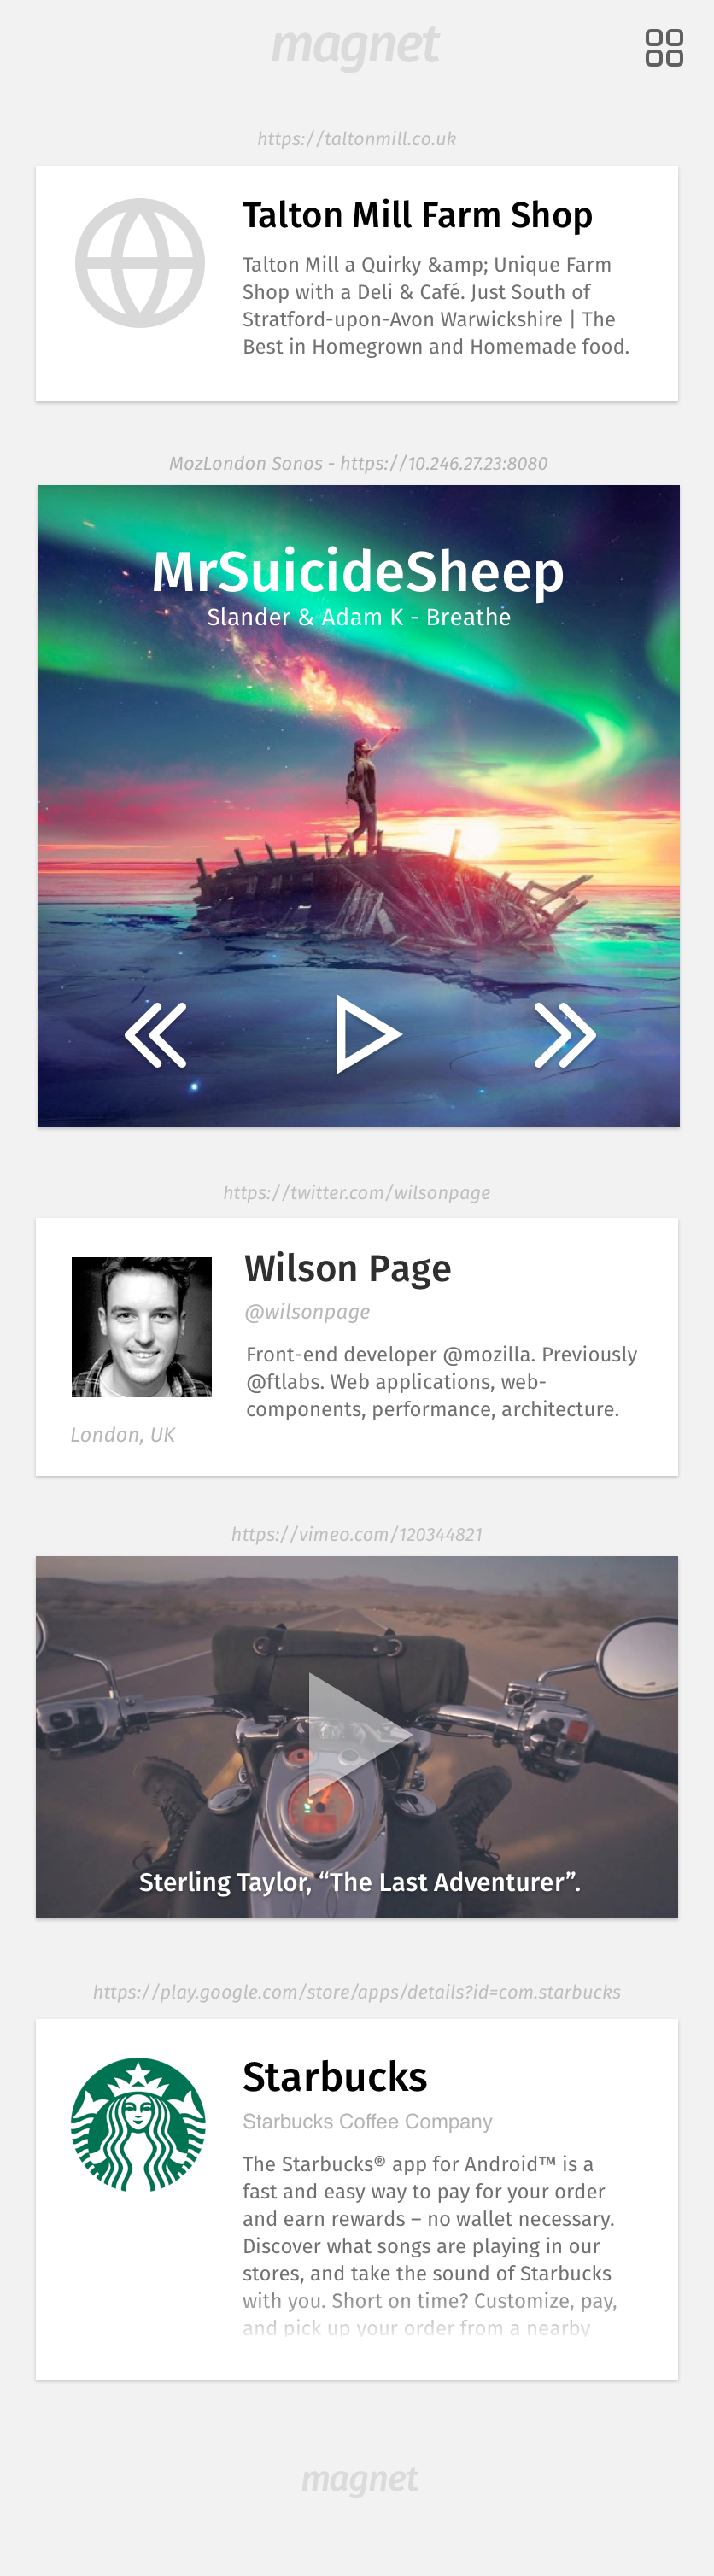 magnet
https://taltonmill.co.uk
Talton Mill Farm Shop
Talton Mill a Quirky &amp; Unique Farm
Shop with a Deli & Café. Just South of
Stratford-upon-Avon Warwickshire | The
Best in Homegrown and Homemade food.
MozLondon Sonos - https://10.246.27.23:8080
MrSuicideSheep
Slander & Adam K - Breathe
https://twitter.com/wilsonpage
Wilson Page
@wilsonpage
Front-end developer @mozilla. Previously
@ftlabs. Web applications, web-
components, performance, architecture.
London, UK
https://vimeo.com/120344821
Sterling Taylor, “The Last Adventurer”.
https://play.google.com/store/apps/details?id=com.starbucks
Starbucks
Starbucks Coffee Company
The Starbucks® app for Android™ is a
fast and easy way to pay for your order
and earn rewards – no wallet necessary.
Discover what songs are playing in our
stores, and take the sound of Starbucks
with you. Short on time? Customize, pay,
and pick up your order from a nearby
magnet